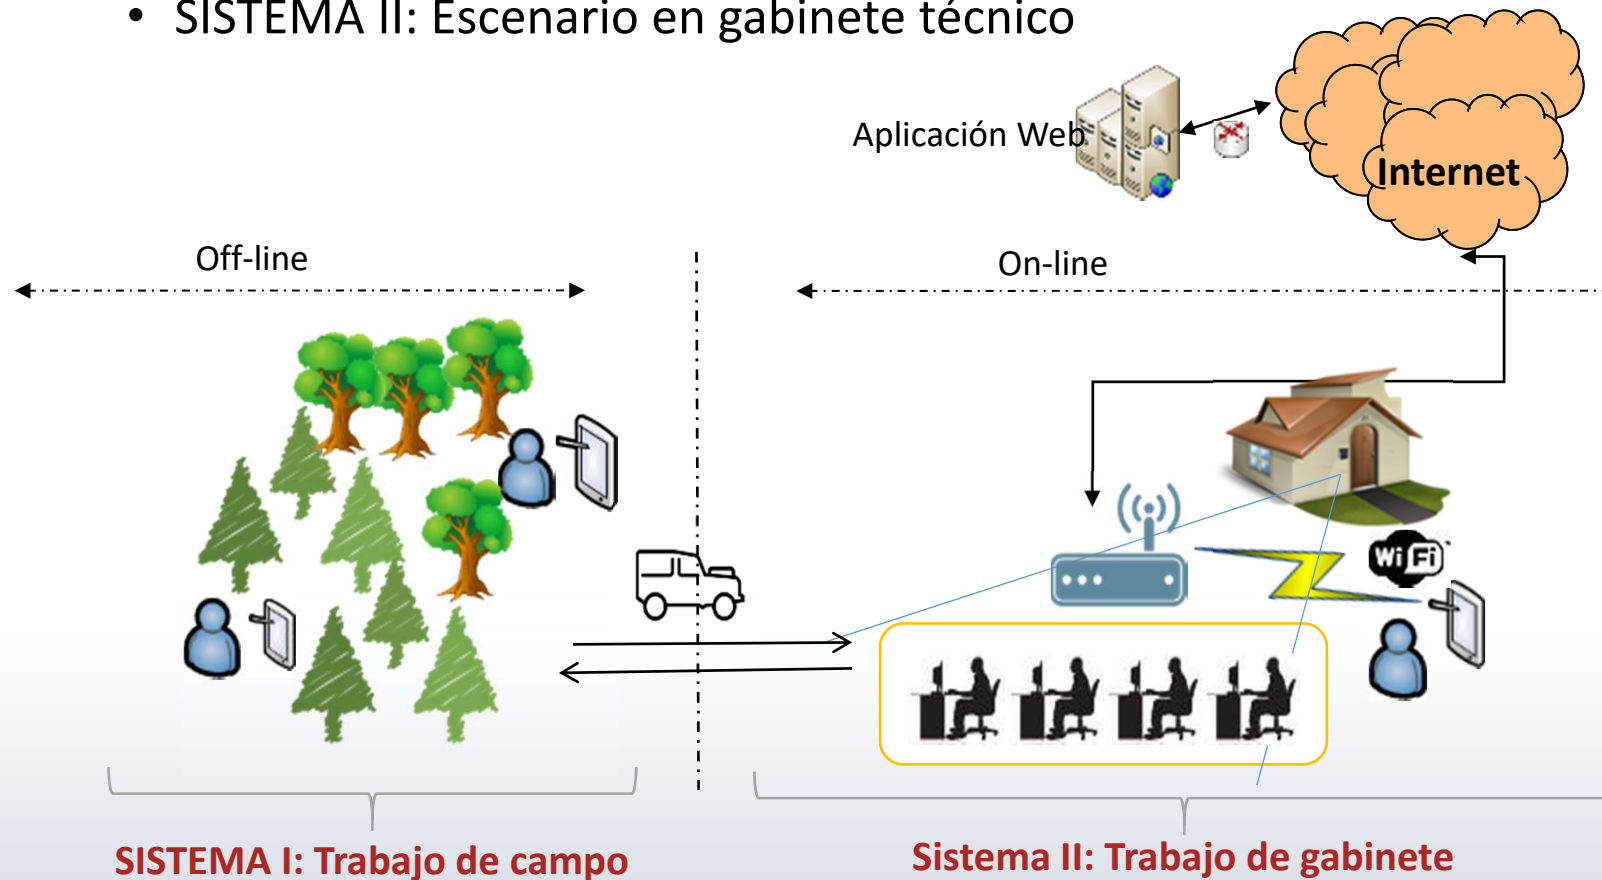 • SISTEMA II: Escenario en gabinete técnico
Aplicación Web
Internet
Off-line
On-line
Wi Fi
SISTEMA I: Trabajo de campo
Sistema II: Trabajo de gabinete